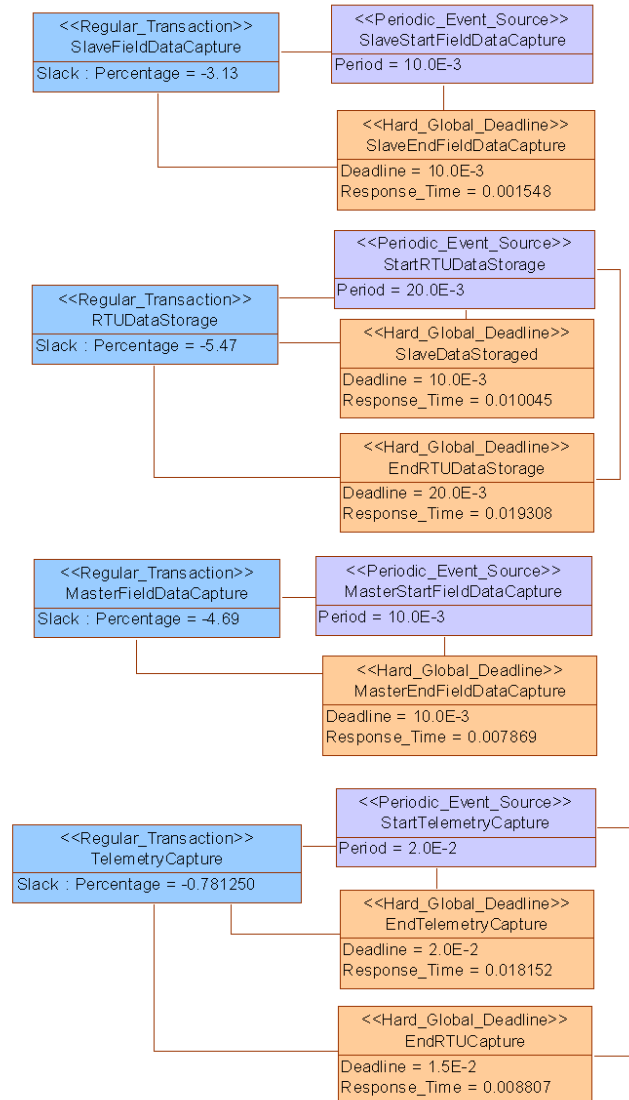 <<Regular_Transaction>>
SlaveFieldDataCapture
Slack : Percentage = -3.13
<<Periodic_Event_Source>>
SlaveStartFieldDataCapture
Period = 10.0E-3
<<Hard_Global_Deadline>>
SlaveEndFieldDataCapture
Deadline = 10.0E-3
Response_Time = 0.001548
<<Periodic_Event_Source>>
StartRTUDataStorage
Period = 20.0E-3
<<Regular_Transaction>>
RTUDataStorage
Slack : Percentage = -5.47
<<Hard_Global_Deadline>>
SlaveDataStoraged
Deadline = 10.0E-3
Response_Time = 0.010045
<<Hard_Global_Deadline>>
EndRTUDataStorage
Deadline = 20.0E-3
Response_Time = 0.019308
<<Regular_Transaction>>
MasterFieldDataCapture
Slack : Percentage = -4.69
<<Periodic_Event_Source>>
MasterStartFieldDataCapture
Period = 10.0E-3
<<Hard_Global_Deadline>>
MasterEndFieldDataCapture
Deadline = 10.0E-3
Response_Time = 0.007869
<<Periodic_Event_Source>>
StartTelemetryCapture
Period = 2.0E-2
<<Regular_Transaction>>
TelemetryCapture
Slack : Percentage = -0.781250
<<Hard_Global_Deadline>>
EndTelemetryCapture
Deadline = 2.0E-2
Response_Time = 0.018152
<<Hard_Global_Deadline>>
EndRTUCapture
Deadline = 1.5E-2
Response_Time = 0.008807